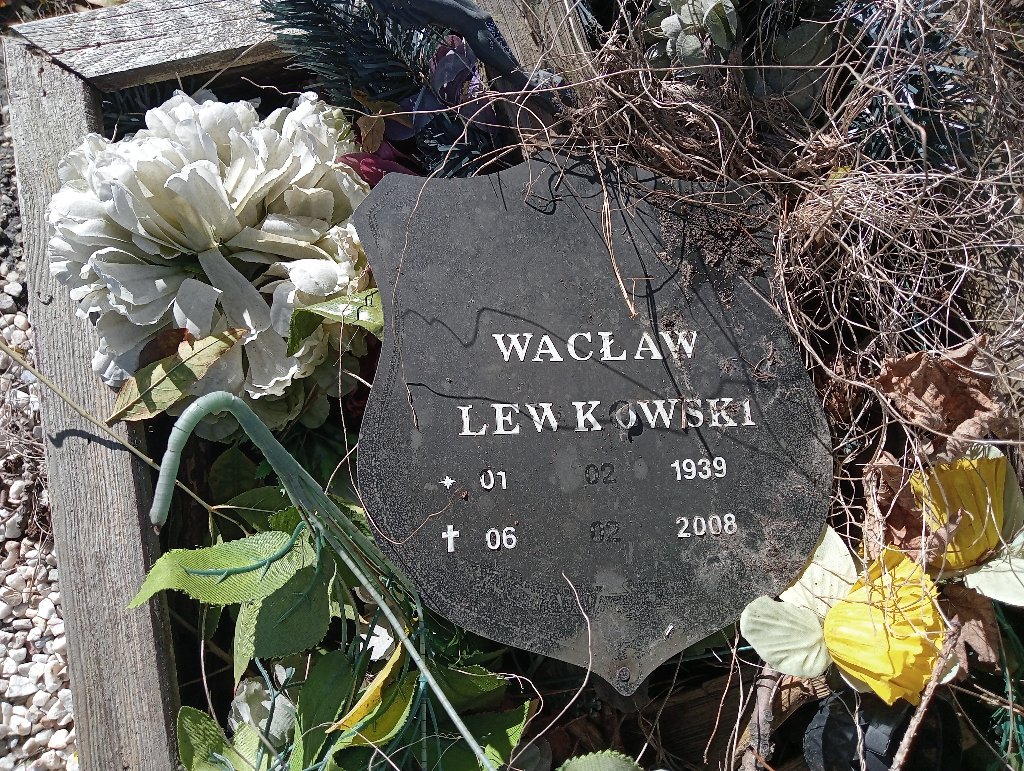 WACŁAW
LEWKOWSKI
* 01 02 1939
✝ 06 02 2008